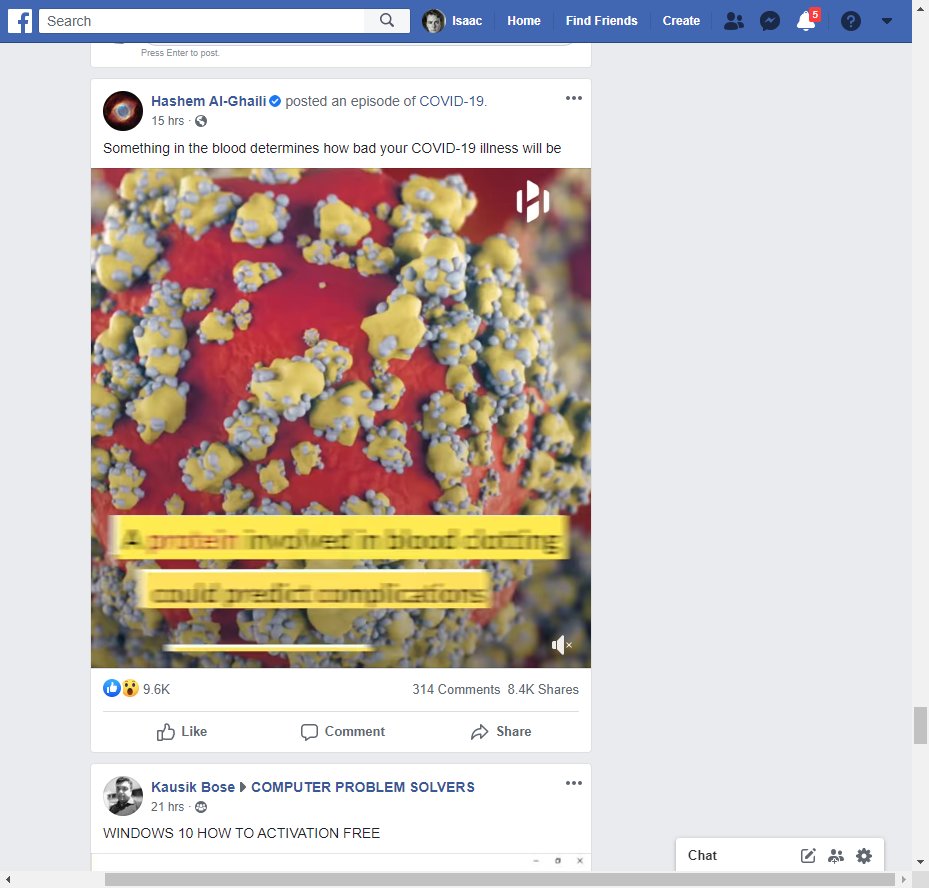 Search
Isaac
Home
Find Friends
Create
5
Press Enter to post.
Hashem Al-Ghaili posted an episode of COVID-19.
15 hrs ·
Something in the blood determines how bad your COVID-19 illness will be
A protein involved in blood clotting
could predict complications
9.6K
314 Comments 8.4K Shares
Like
Comment
Share
Kausik Bose COMPUTER PROBLEM SOLVERS
21 hrs ·
WINDOWS 10 HOW TO ACTIVATION FREE
Chat